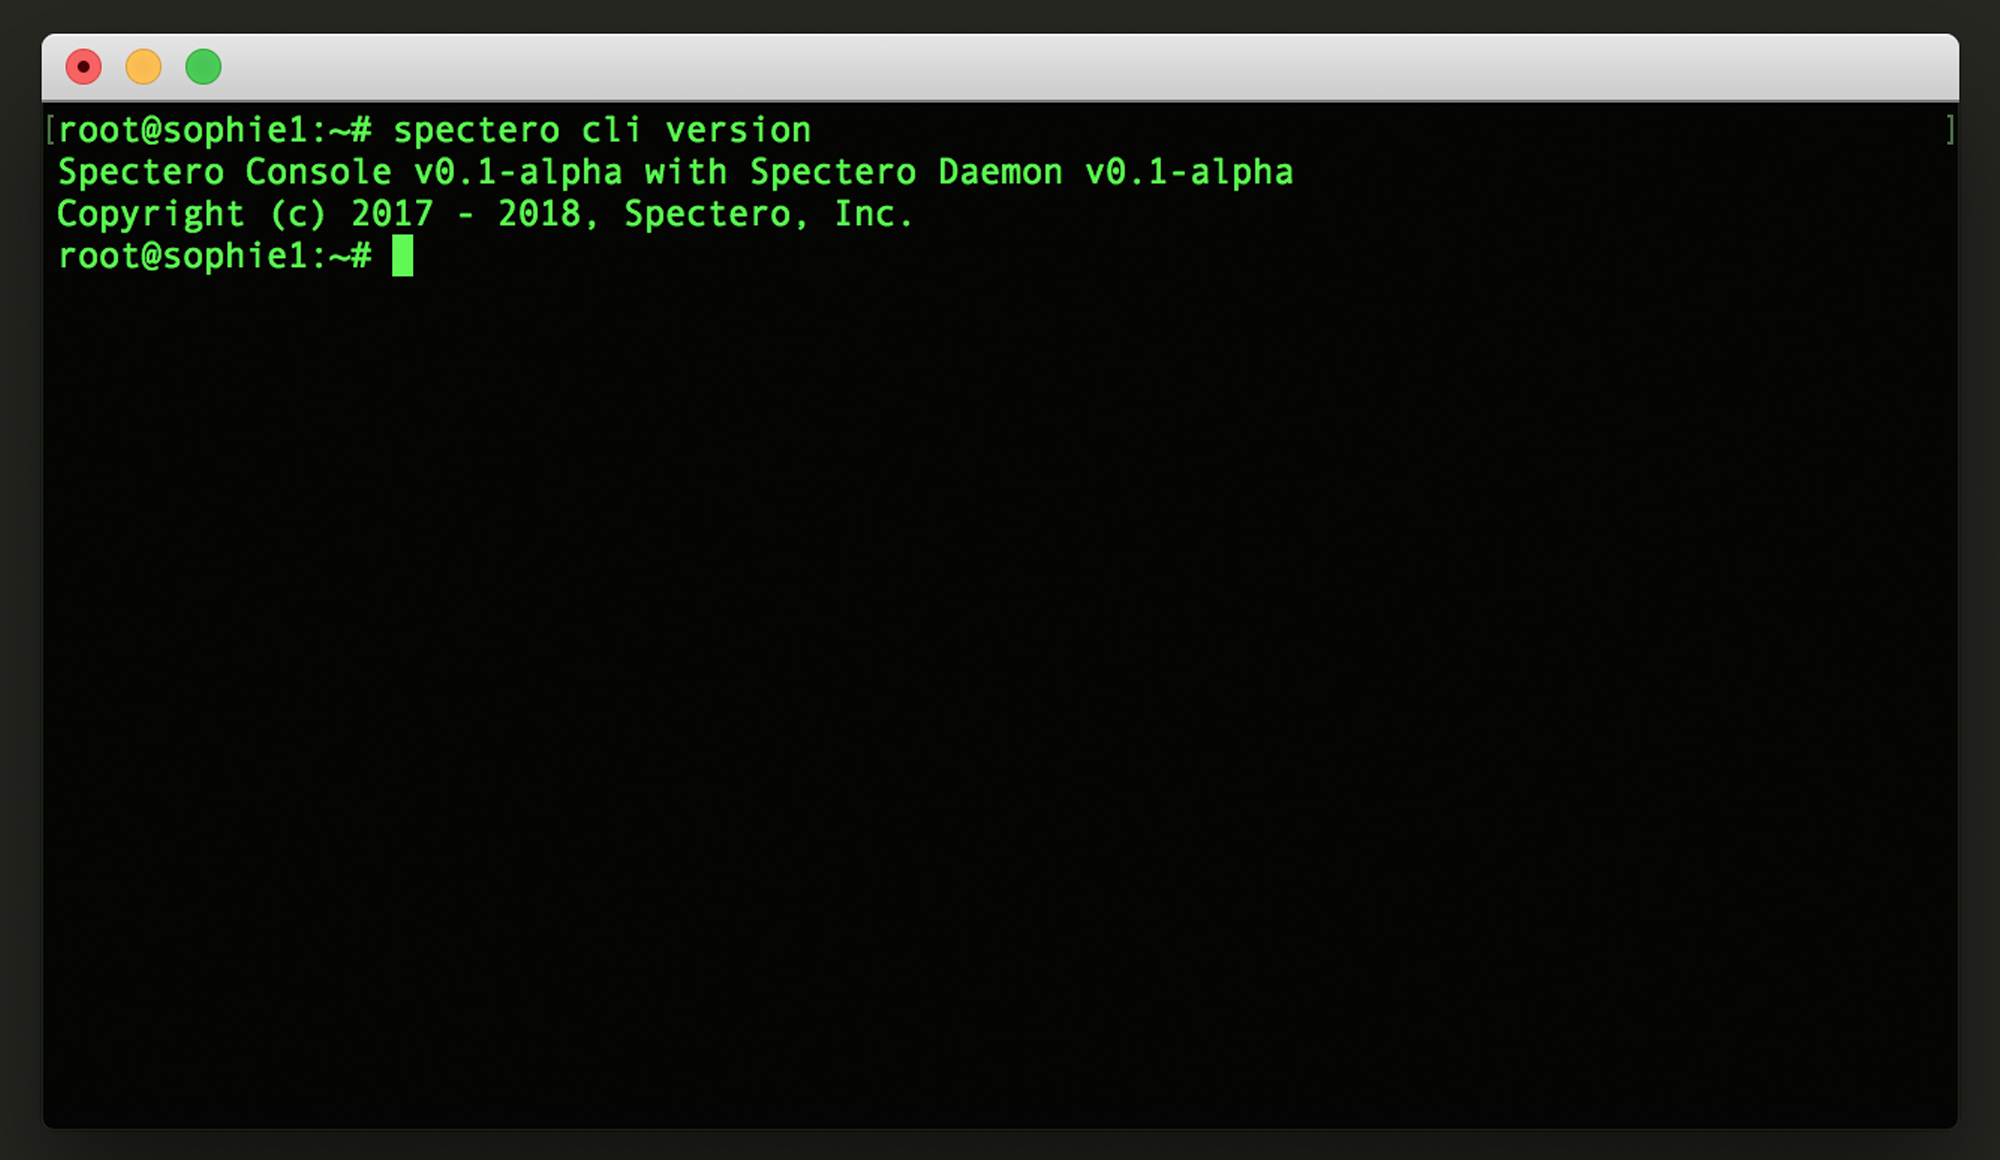 [root@sophie1:~# spectero cli version ]
Spectero Console v0.1-alpha with Spectero Daemon v0.1-alpha
Copyright (c) 2017 - 2018, Spectero, Inc.
root@sophie1:~#